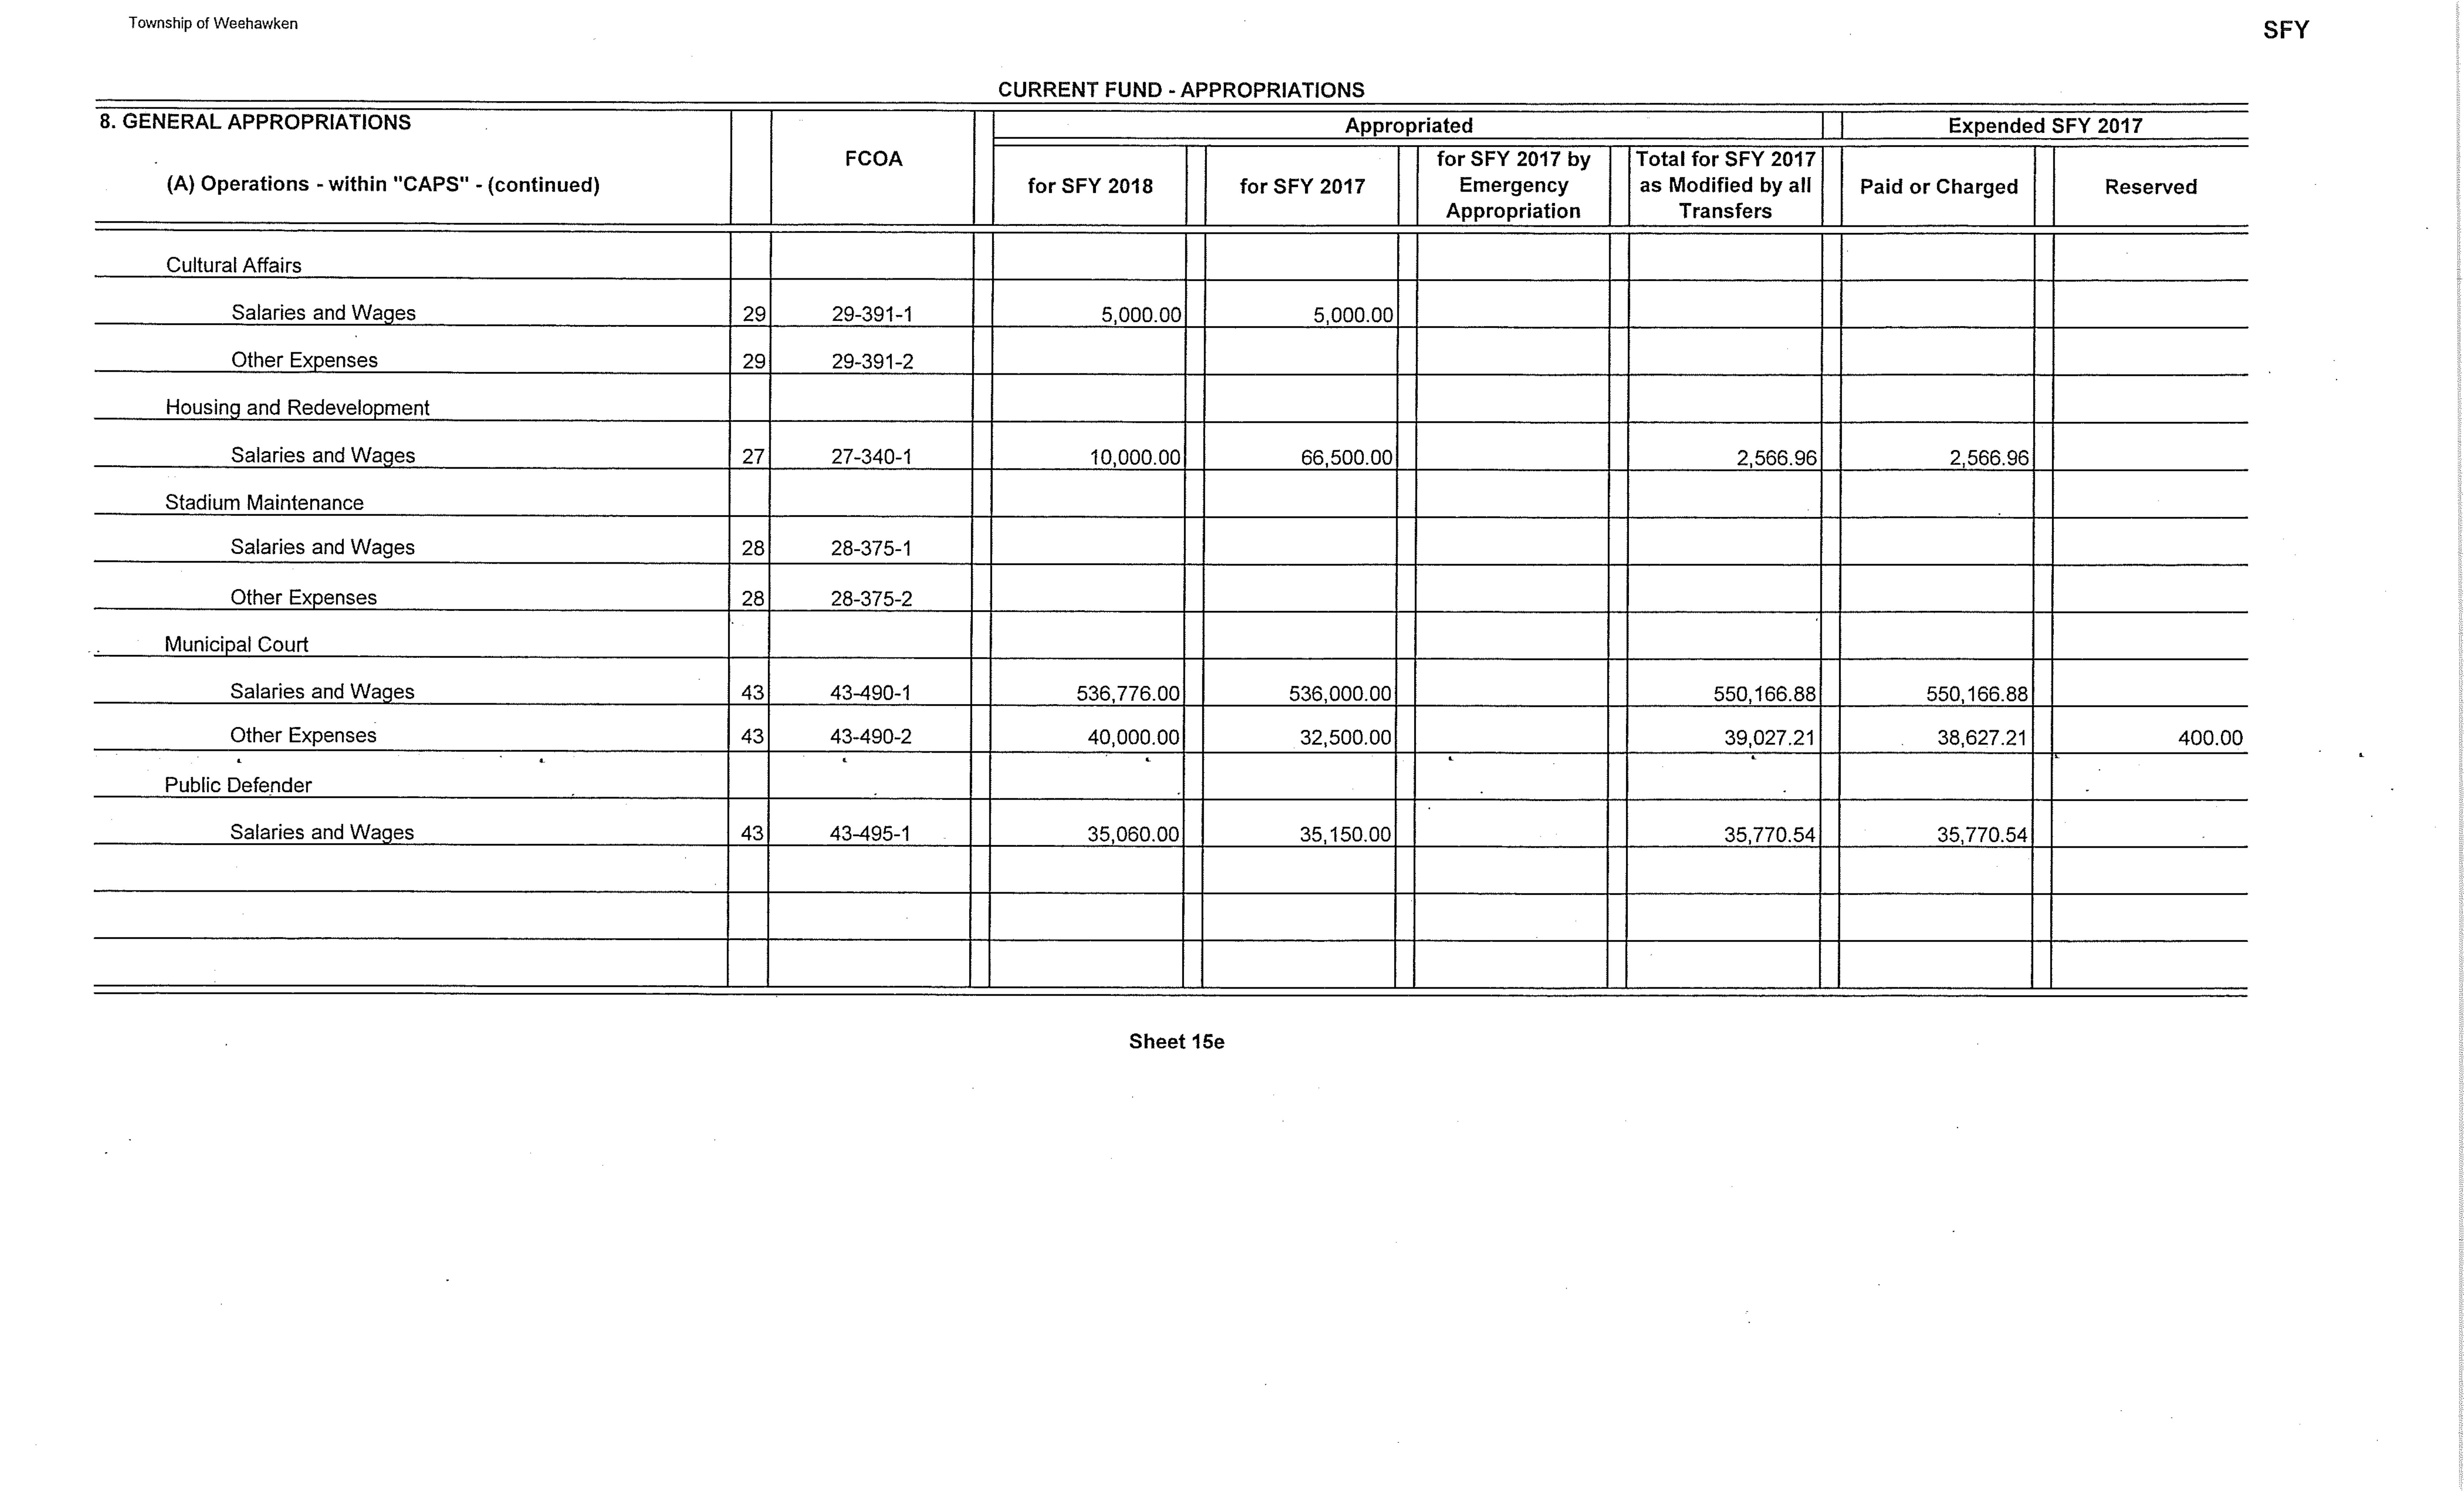 Township of Weehawken
SFY
CURRENT FUND - APPROPRIATIONS
8. GENERAL APPROPRIATIONS Appropriated Expended SFY 2017
FCOA for SFY 2017 by Total for SFY 2017
(A) Operations - within "CAPS" - (continued) for SFY 2018 for SFY 2017 Emergency as Modified by all Paid or Charged Reserved
Appropriation Transfers
Cultural Affairs
Salaries and Wages 29 29-391-1 5,000.00 5,000.00
Other Expenses 29 29-391-2
Housing and Redevelopment
Salaries and Wages 27 27-340-1 10,000.00 66,500.00 2,566.96 2,566.96
Stadium Maintenance
Salaries and Wages 28 28-375-1
Other Expenses 28 28-375-2
Municipal Court
Salaries and Wages 43 43-490-1 536,776.00 536,000.00 550,166.88 550,166.88
Other Expenses 43 43-490-2 40,000.00 32,500.00 39,027.21 38,627.21 400.00
Public Defender
Salaries and Wages 43 43-495-1 35,060.00 35,150.00 35,770.54 35,770.54
Sheet 15e